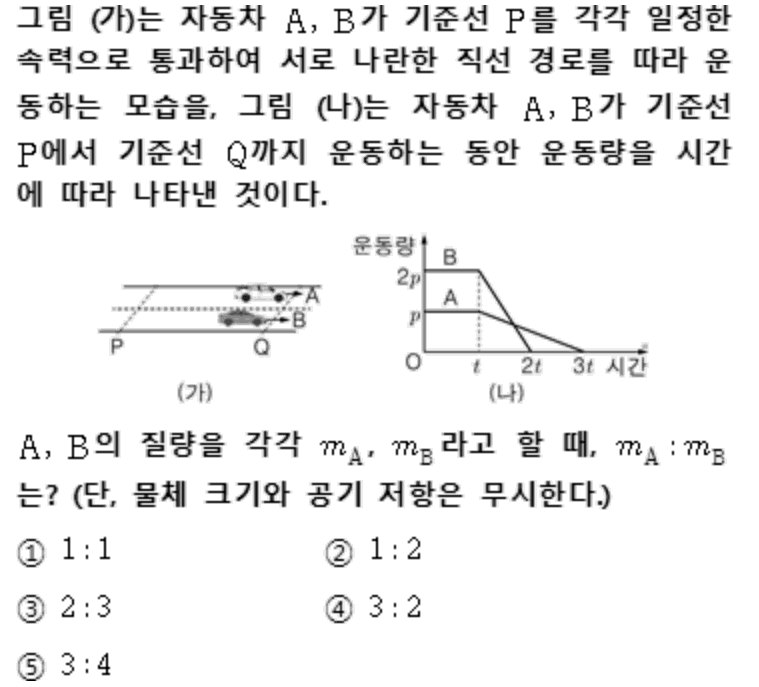 그림 (가)는 자동차 A, B가 기준선 P를 각각 일정한
속력으로 통과하여 서로 나란한 직선 경로를 따라 운
동하는 모습을, 그림 (나)는 자동차 A, B가 기준선
P에서 기준선 Q까지 운동하는 동안 운동량을 시간
에 따라 나타낸 것이다.
A
B
P
Q
(가)
운동량
2p
B
p
A
O
t
2t
3t
시간
(나)
A, B의 질량을 각각 m_A, m_B라고 할 때, m_A : m_B
는? (단, 물체 크기와 공기 저항은 무시한다.)
① 1:1
② 1:2
③ 2:3
④ 3:2
⑤ 3:4